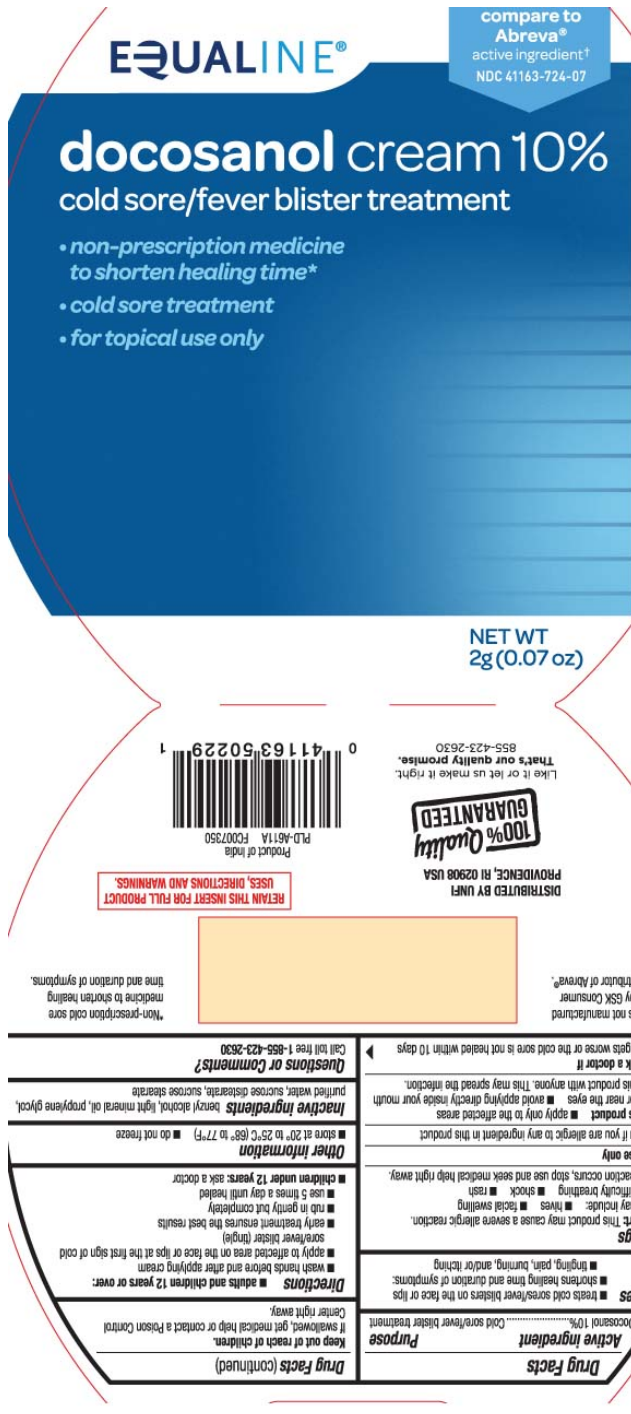 EQUALINE®
compare to
Abreva®
active ingredient†
NDC 41163-724-07
docosanol cream 10%
cold sore/fever blister treatment
• non-prescription medicine
to shorten healing time*
• cold sore treatment
• for topical use only
NET WT
2g (0.07 oz)
Drug Facts
Active ingredient Purpose
Docosanol 10%........................Cold sore/fever blister treatment
■ treats cold sores/fever blisters on the face or lips
■ shortens healing time and duration of symptoms:
■ tingling, pain, burning, and/or itching
This product may cause a severe allergic reaction.
include: ■ hives ■ facial swelling
difficulty breathing ■ shock ■ rash
occurs, stop use and seek medical help right away.
only
if you are allergic to any ingredient in this product
product ■ apply only to the affected areas
or near the eyes ■ avoid applying directly inside your mouth
product with anyone. This may spread the infection.
a doctor if
gets worse or the cold sore is not healed within 10 days
Drug Facts (continued)
Keep out of reach of children.
If swallowed, get medical help or contact a Poison Control
Center right away.
Directions ■ adults and children 12 years or over:
■ wash hands before and after applying cream
■ apply to affected area on the face or lips at the first sign of cold
sore/fever blister (tingle)
■ early treatment ensures the best results
■ rub in gently but completely
■ use 5 times a day until healed
■ children under 12 years: ask a doctor
Other information
■ store at 20° to 25°C (68° to 77°F) ■ do not freeze
Inactive ingredients benzyl alcohol, light mineral oil, propylene glycol,
purified water, sucrose distearate, sucrose stearate
Questions or Comments?
Call toll free 1-855-423-2630
not manufactured
GSK Consumer
of Abreva®.
*Non-prescription cold sore
medicine to shorten healing
time and duration of symptoms.
DISTRIBUTED BY UNFI
PROVIDENCE, RI 02908 USA
100% Quality
GUARANTEED
Like it or let us make it right.
That's our quality promise.
855-423-2630
RETAIN THIS INSERT FOR FULL PRODUCT
USES, DIRECTIONS AND WARNINGS.
Product of India
PLD-A611A FC007350
0 41163 50229 1